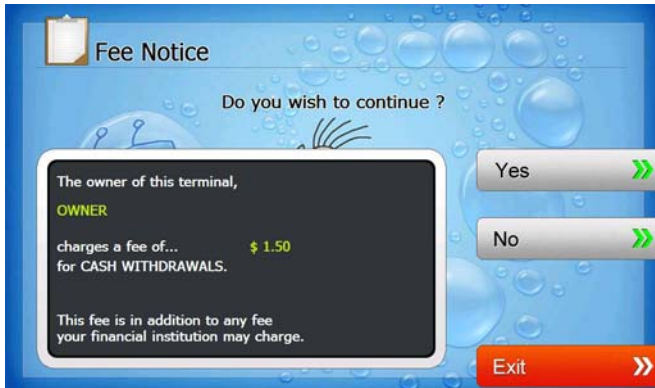 Fee Notice
Do you wish to continue ?
The owner of this terminal,
OWNER
charges a fee of... $ 1.50
for CASH WITHDRAWALS.
This fee is in addition to any fee
your financial institution may charge.
Yes
No
Exit